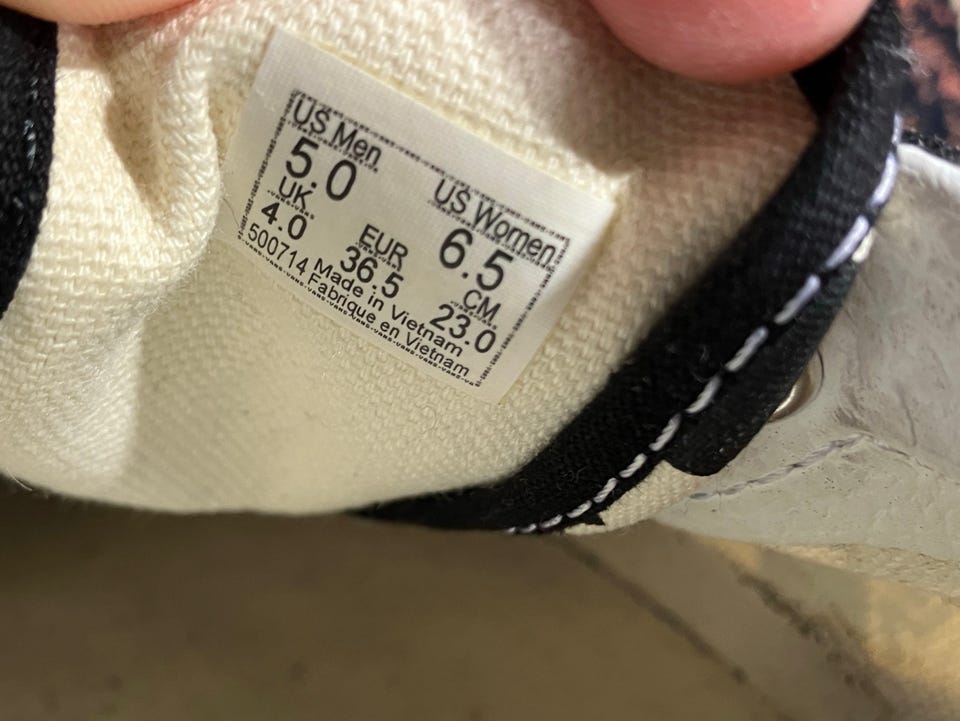 US Men
5.0
US Women
6.5
UK
4.0
EUR
36.5
CM
23.0
500714
Made in Vietnam
Fabrique en Vietnam